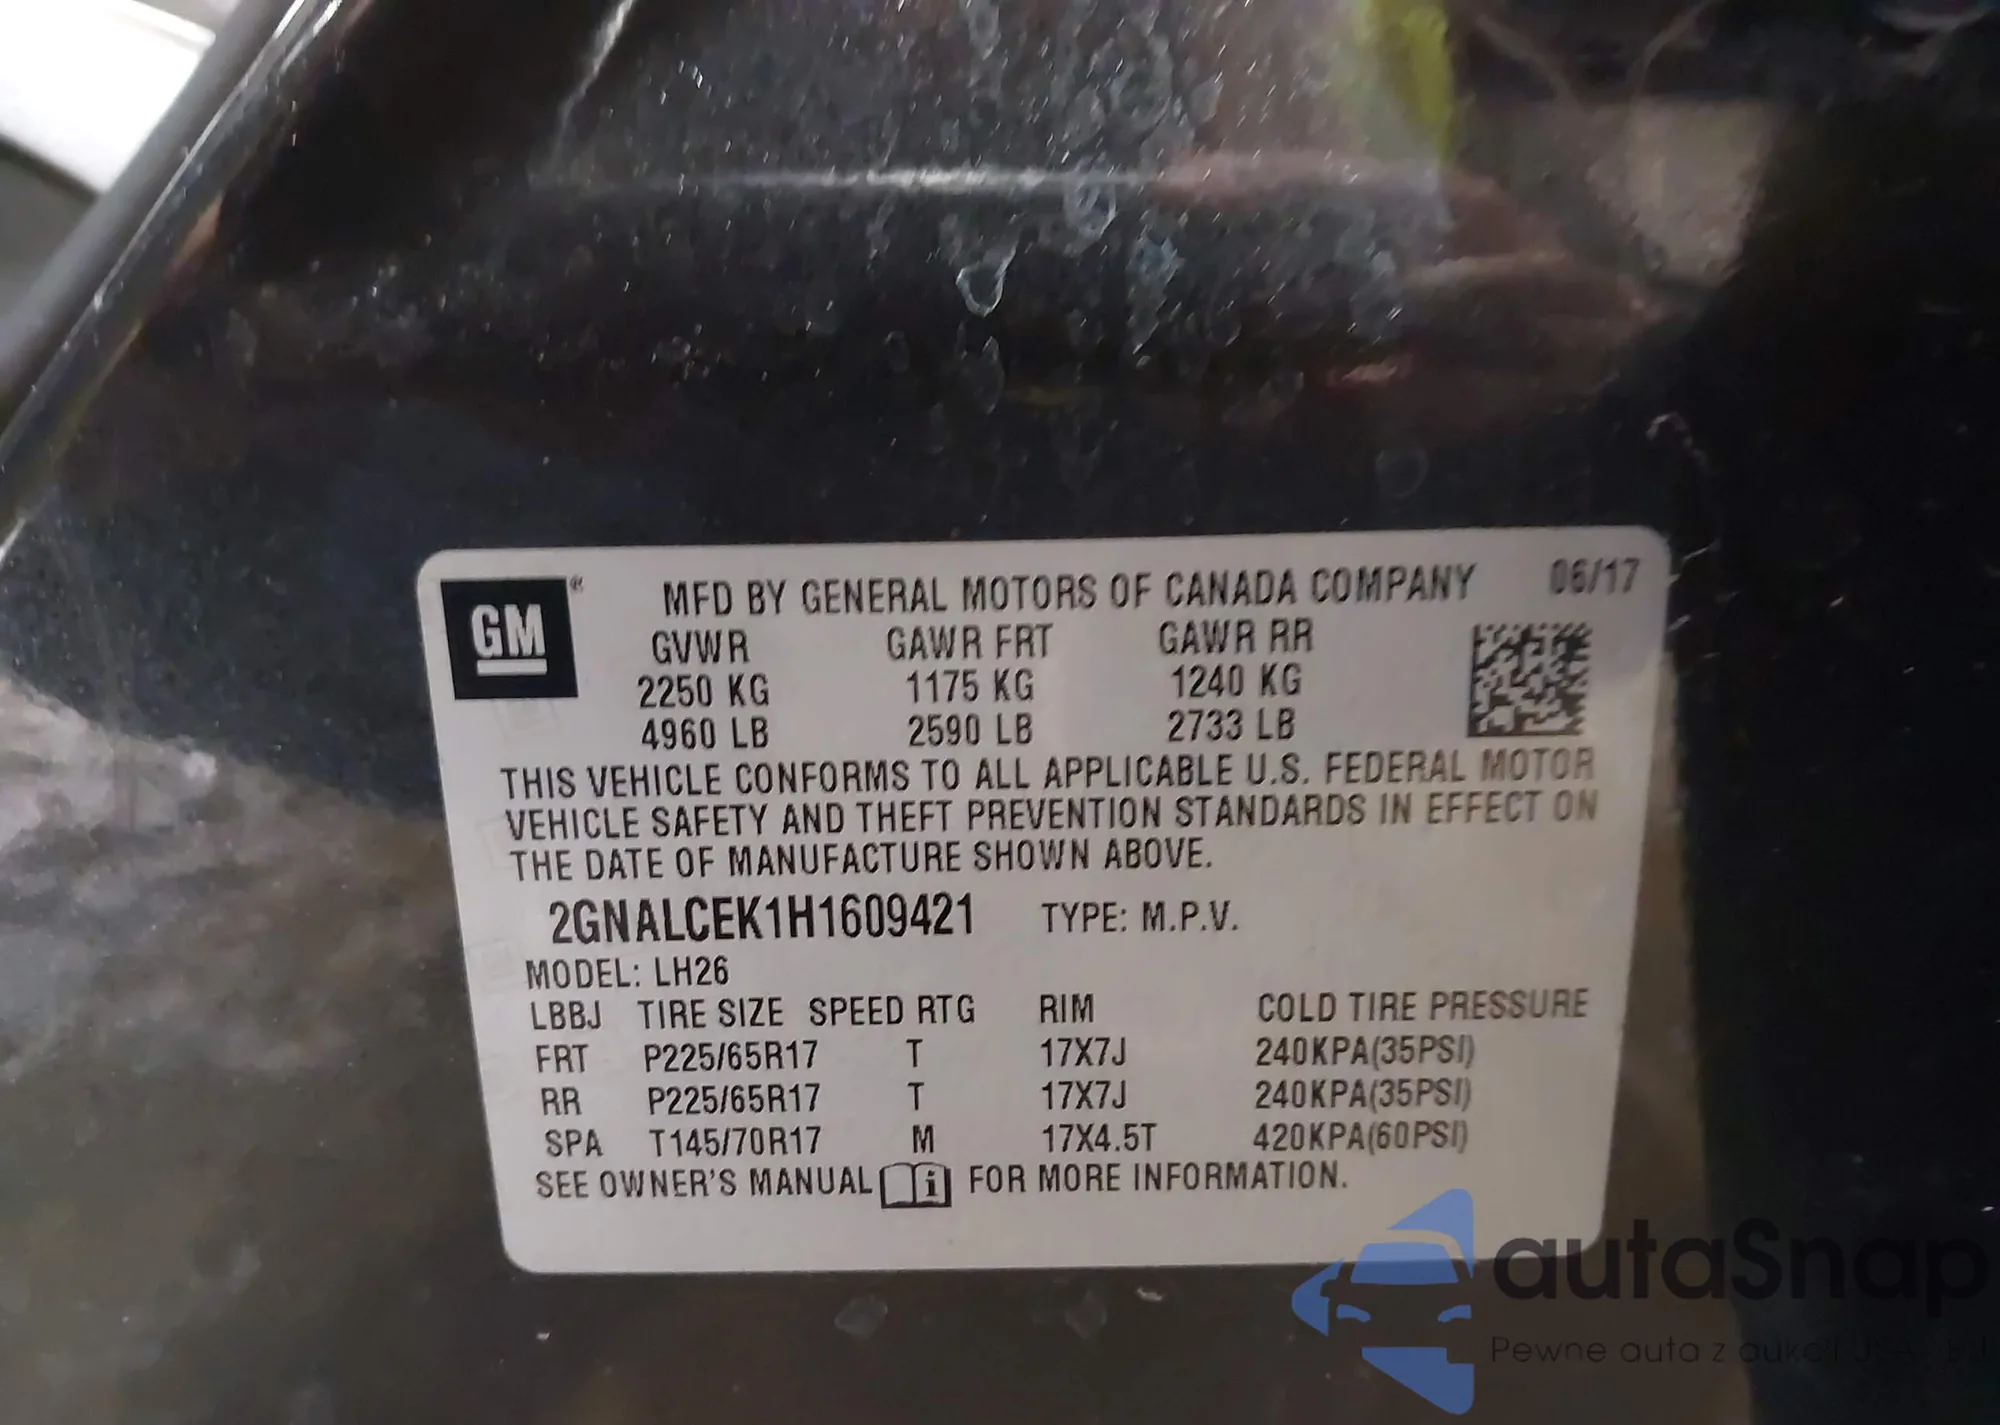 GM®
MFD BY GENERAL MOTORS OF CANADA COMPANY 06/17
GVWR GAWR FRT GAWR RR
2250 KG 1175 KG 1240 KG
4960 LB 2590 LB 2733 LB
THIS VEHICLE CONFORMS TO ALL APPLICABLE U.S. FEDERAL MOTOR
VEHICLE SAFETY AND THEFT PREVENTION STANDARDS IN EFFECT ON
THE DATE OF MANUFACTURE SHOWN ABOVE.
2GNALCEK1H1609421 TYPE: M.P.V.
MODEL: LH26
LBBJ TIRE SIZE SPEED RTG RIM COLD TIRE PRESSURE
FRT P225/65R17 T 17X7J 240KPA(35PSI)
RR P225/65R17 T 17X7J 240KPA(35PSI)
SPA T145/70R17 M 17X4.5T 420KPA(60PSI)
SEE OWNER'S MANUAL i FOR MORE INFORMATION.
autaSnap
Pewne auta z aukcji